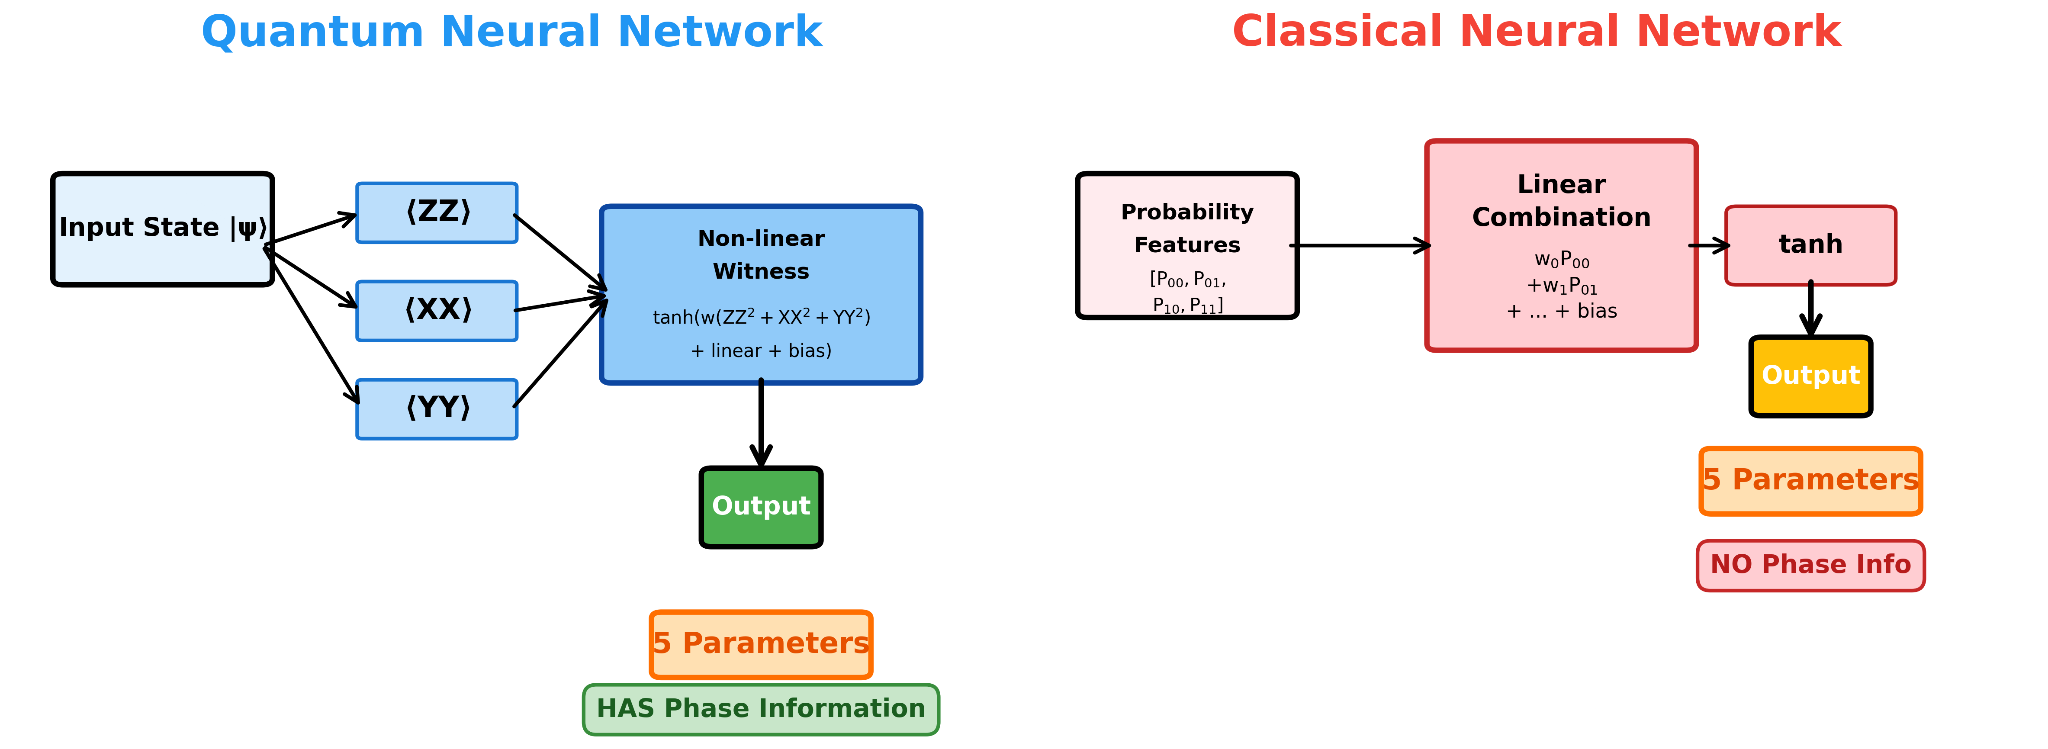 Quantum Neural Network
Input State |ψ⟩
⟨ZZ⟩
⟨XX⟩
⟨YY⟩
Non-linear
Witness
tanh(w(ZZ² + XX² + YY²)
+ linear + bias)
Output
5 Parameters
HAS Phase Information
Classical Neural Network
Probability
Features
[P₀₀, P₀₁,
P₁₀, P₁₁]
Linear
Combination
w₀P₀₀
+w₁P₀₁
+ ... + bias
tanh
Output
5 Parameters
NO Phase Info